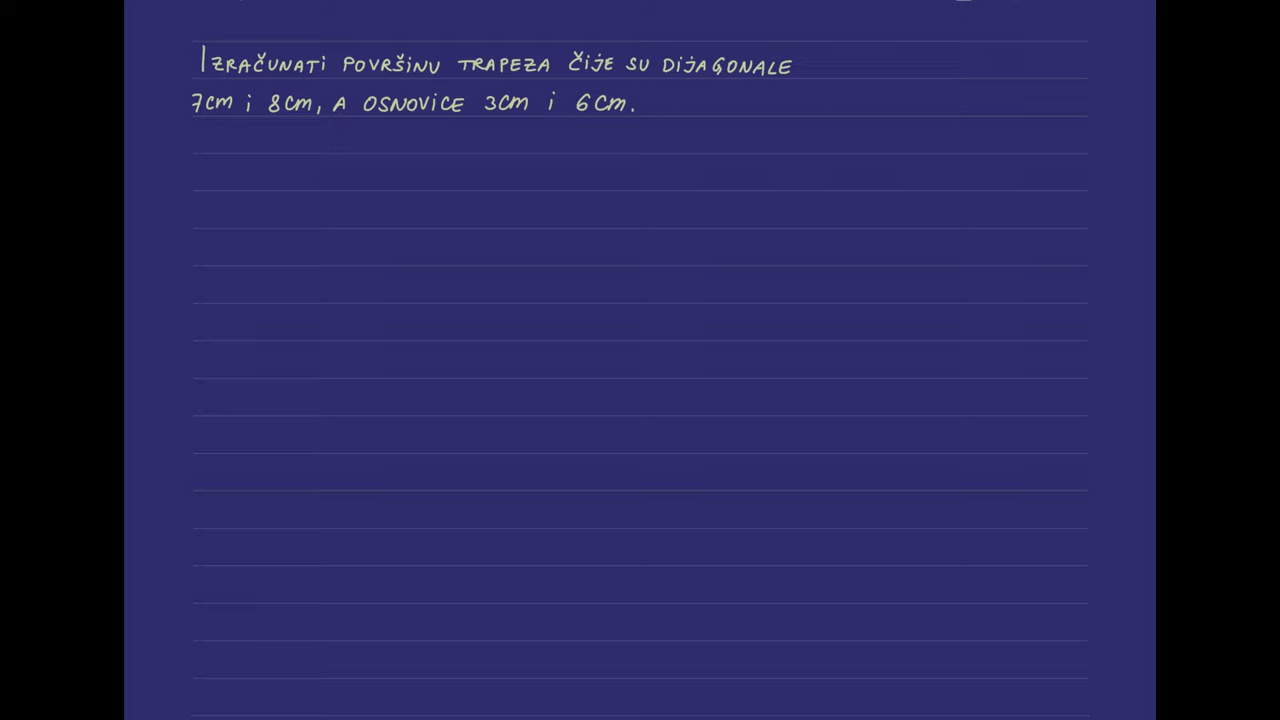 IZRAČUNATI POVRŠINU TRAPEZA ČIJE SU DIJAGONALE
7cm i 8cm, A OSNOVICE 3cm i 6cm.